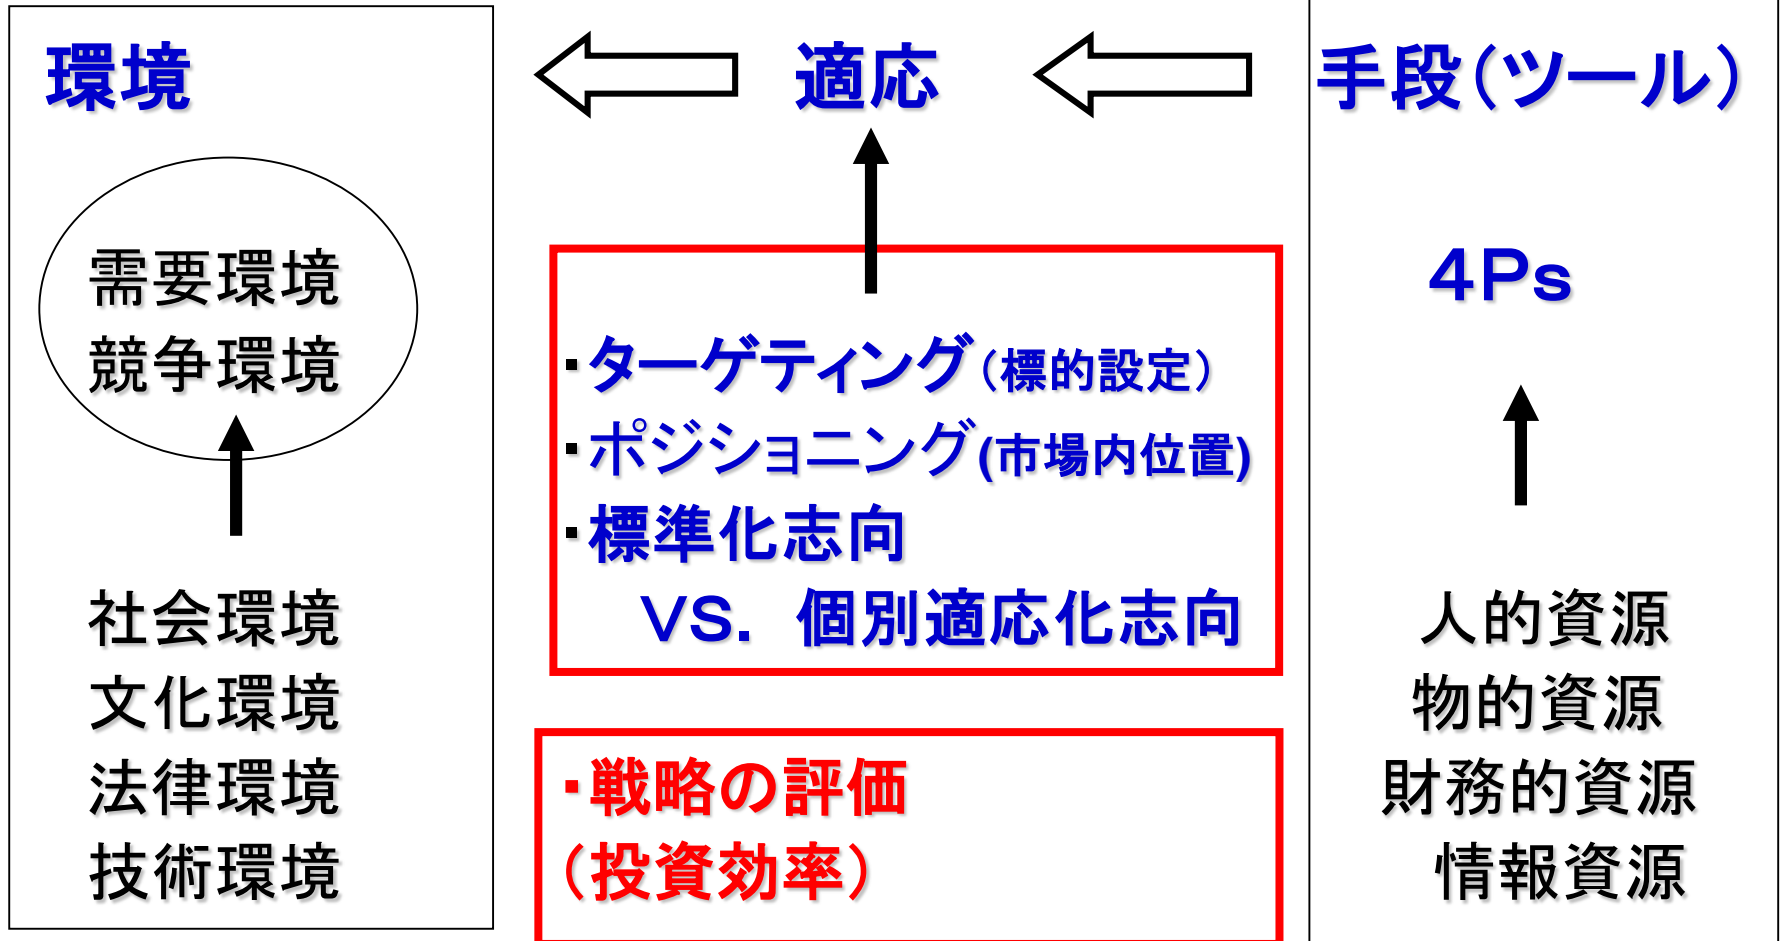 環境
需要環境
競争環境
社会環境
文化環境
法律環境
技術環境
適応
・ターゲティング（標的設定）
・ポジショニング(市場内位置)
・標準化志向
VS． 個別適応化志向
・戦略の評価
（投資効率）
手段（ツール）
４Ps
人的資源
物的資源
財務的資源
情報資源